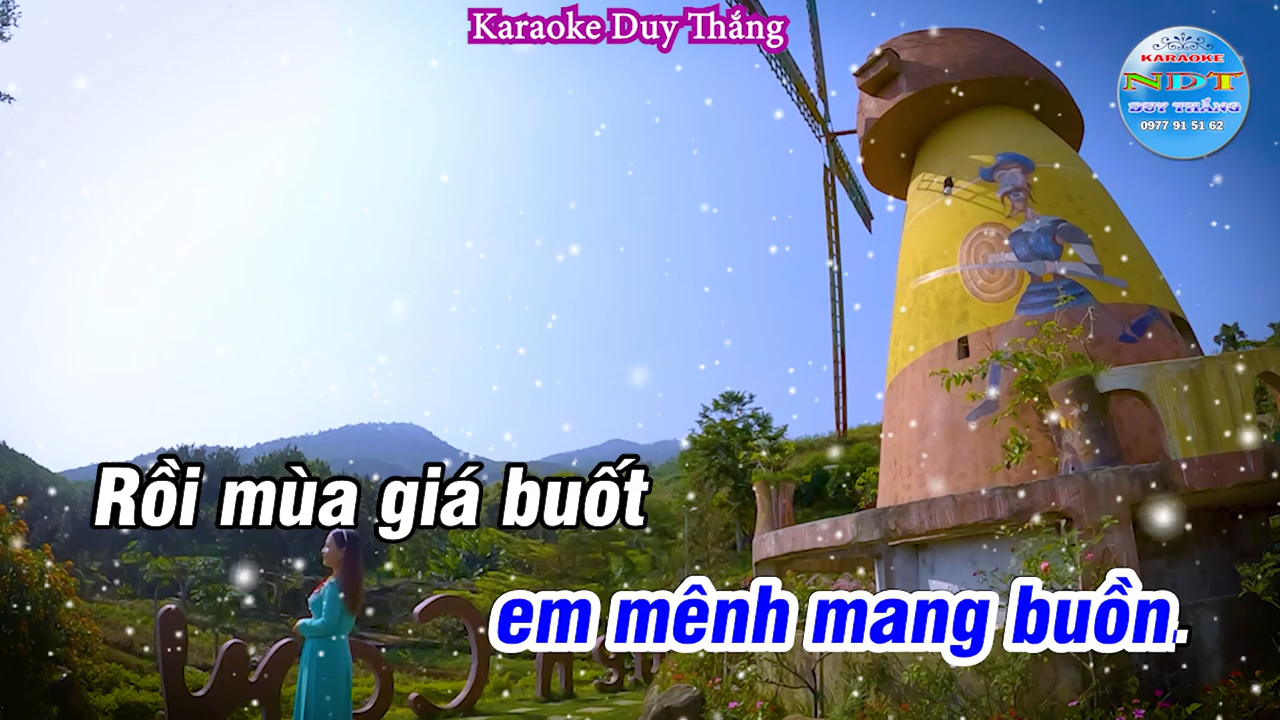 Karaoke Duy Thắng
KARAOKE
NDT
DUY THẮNG
0977 91 51 62
Rồi mùa giá buốt
em mênh mang buồn.